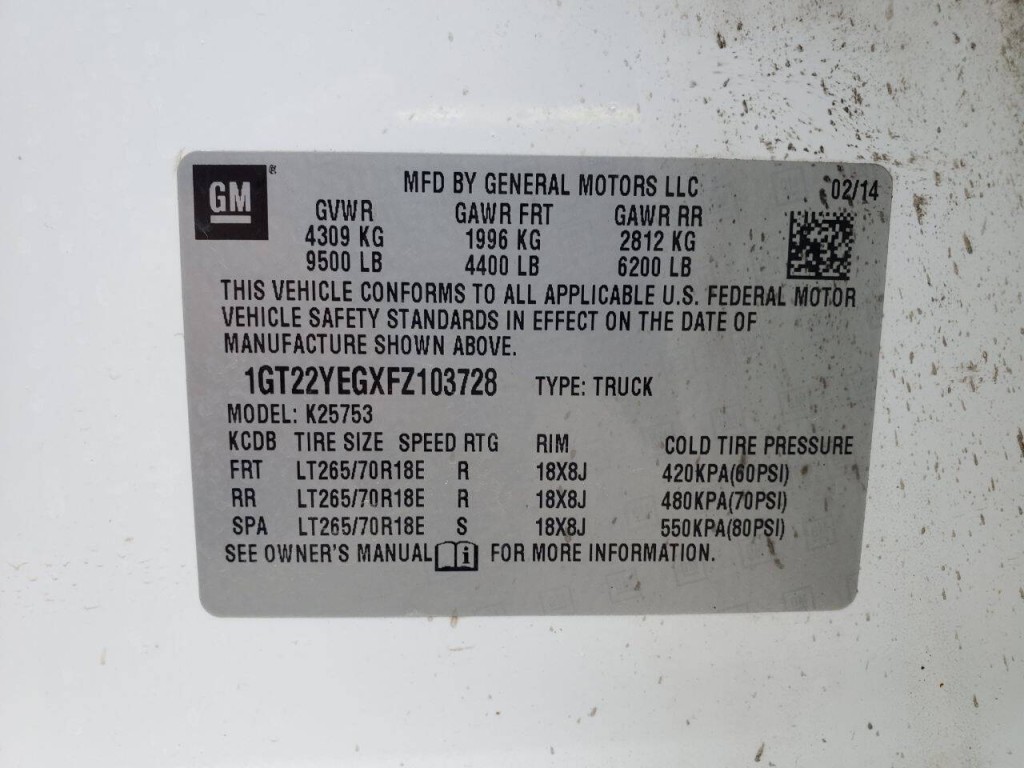 GM ® MFD BY GENERAL MOTORS LLC 02/14
GVWR GAWR FRT GAWR RR
4309 KG 1996 KG 2812 KG
9500 LB 4400 LB 6200 LB
THIS VEHICLE CONFORMS TO ALL APPLICABLE U.S. FEDERAL MOTOR
VEHICLE SAFETY STANDARDS IN EFFECT ON THE DATE OF
MANUFACTURE SHOWN ABOVE.
1GT22YEGXFZ103728 TYPE: TRUCK
MODEL: K25753
KCDB TIRE SIZE SPEED RTG RIM COLD TIRE PRESSURE
FRT LT265/70R18E R 18X8J 420KPA(60PSI)
RR LT265/70R18E R 18X8J 480KPA(70PSI)
SPA LT265/70R18E S 18X8J 550KPA(80PSI)
SEE OWNER'S MANUAL i FOR MORE INFORMATION.